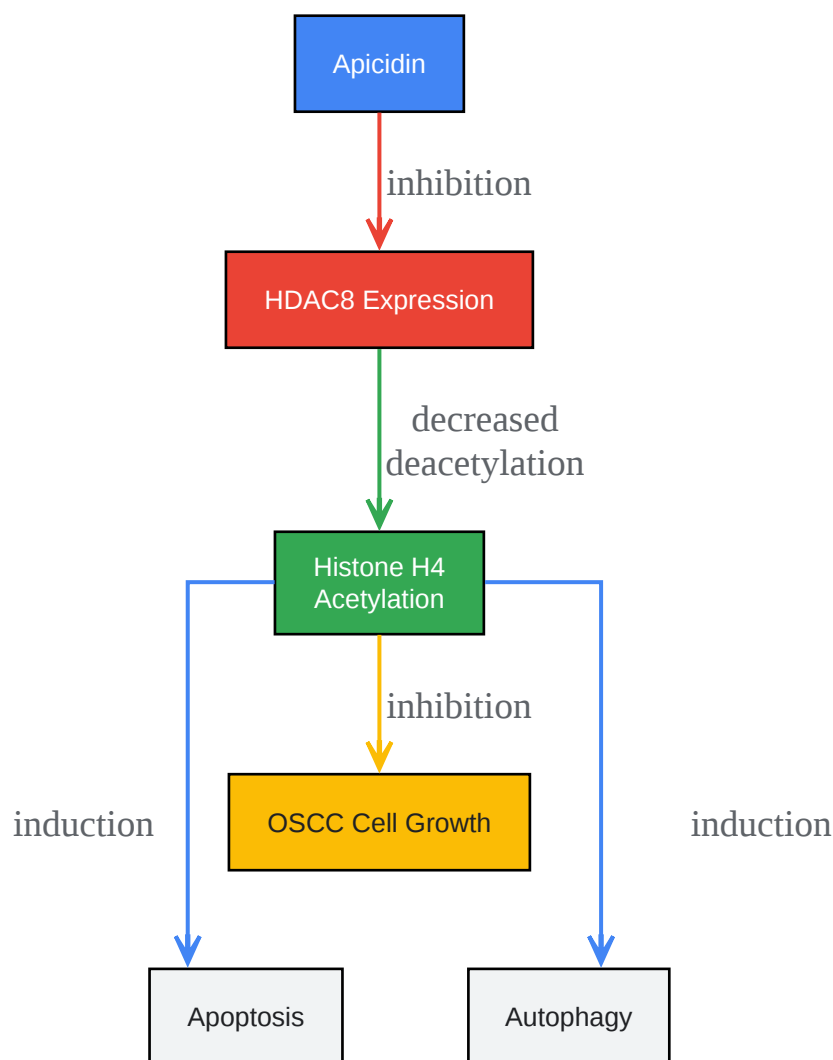 Apicidin
inhibition
HDAC8 Expression
decreased
deacetylation
Histone H4
Acetylation
inhibition
OSCC Cell Growth
induction
induction
Apoptosis
Autophagy